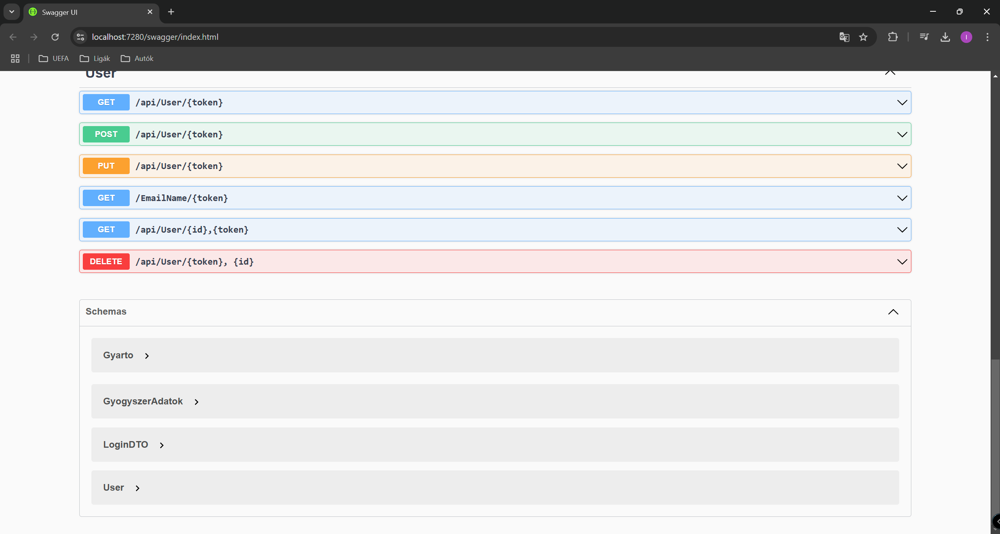 Swagger UI
localhost:7280/swagger/index.html
I
UEFA
Ligák
Autók
User
GET /api/User/{token}
POST /api/User/{token}
PUT /api/User/{token}
GET /EmailName/{token}
GET /api/User/{id},{token}
DELETE /api/User/{token}, {id}
Schemas
Gyarto
GyogyszerAdatok
LoginDTO
User